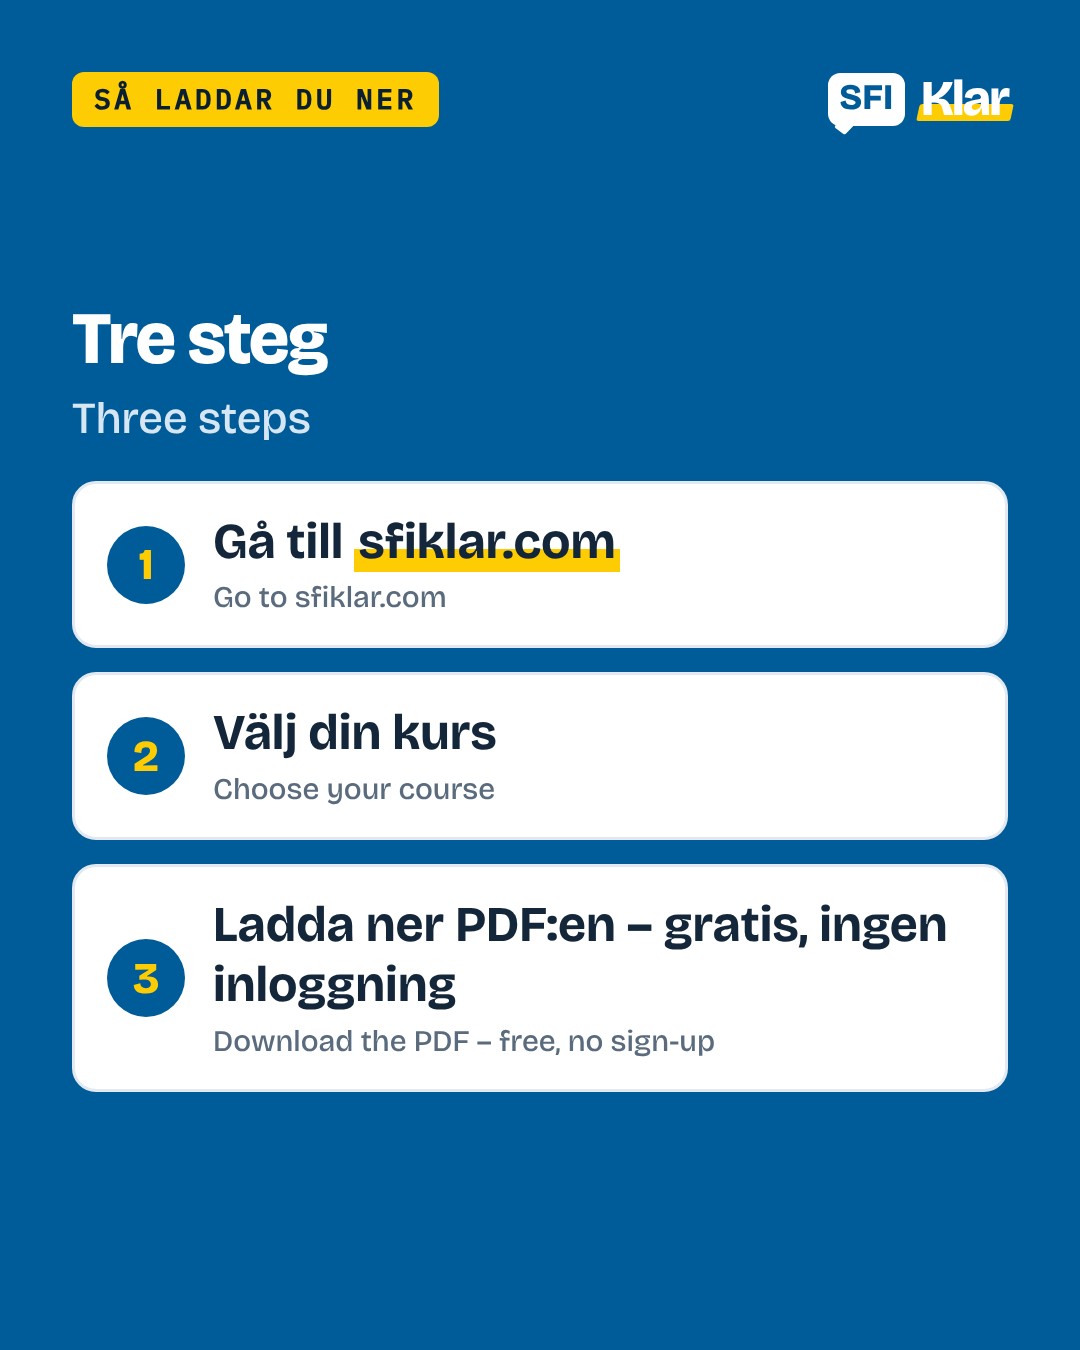 SÅ LADDAR DU NER
SFI Klar
Tre steg
Three steps
1
Gå till sfiklar.com
Go to sfiklar.com
2
Välj din kurs
Choose your course
3
Ladda ner PDF:en – gratis, ingen
inloggning
Download the PDF – free, no sign-up